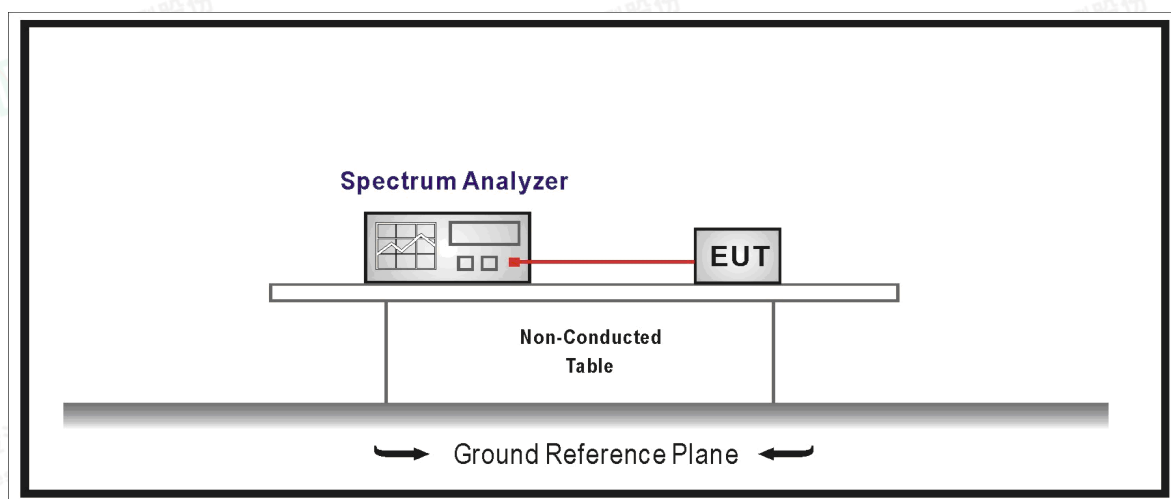 Spectrum Analyzer
EUT
Non-Conducted
Table
Ground Reference Plane